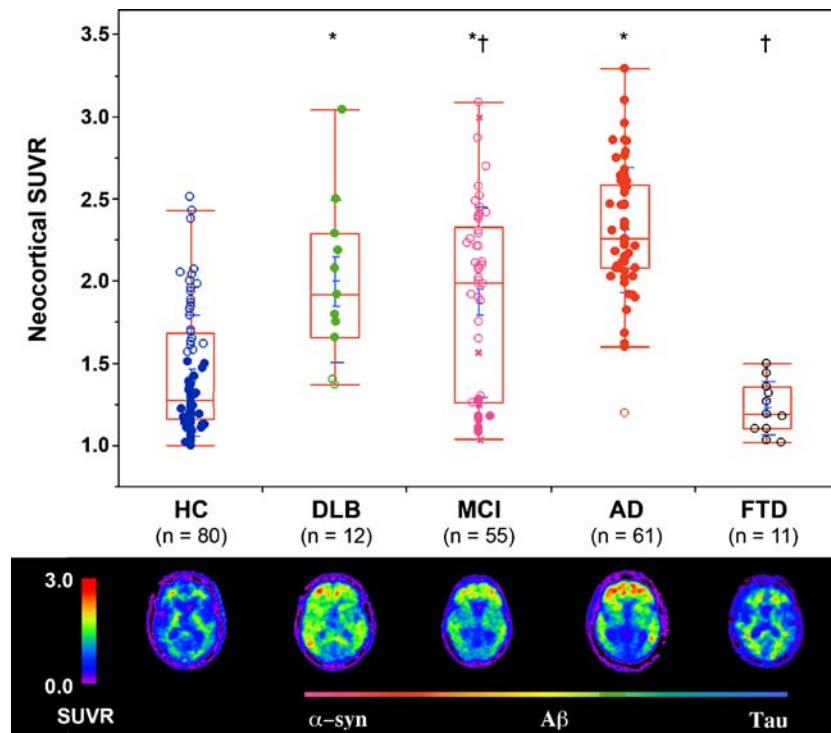 * *† * †
3.5
3.0
2.5
2.0
1.5
1.0
Neocortical SUVR
HC DLB MCI AD FTD
(n = 80) (n = 12) (n = 55) (n = 61) (n = 11)
3.0
0.0
SUVR
α-syn Aβ Tau